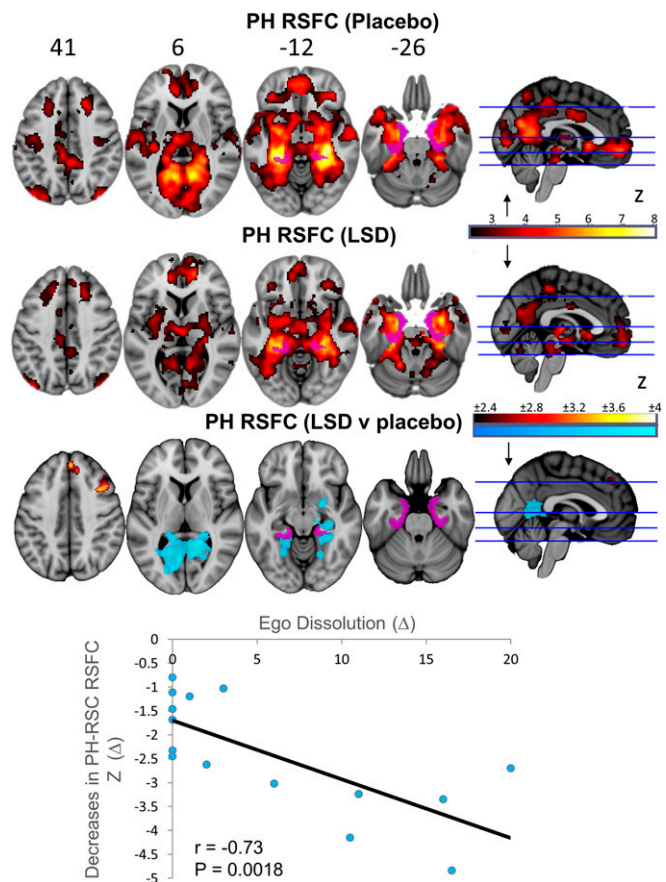 PH RSFC (Placebo)
41 6 -12 -26
Z
3 4 5 6 7 8
PH RSFC (LSD)
Z
±2.4 ±2.8 ±3.2 ±3.6 ±4
PH RSFC (LSD v placebo)
Ego Dissolution (Δ)
0 5 10 15 20
0
-0.5
-1
-1.5
-2
-2.5
-3
-3.5
-4
-4.5
-5
Decreases in PH-RSC RSFC
Z (Δ)
r = -0.73
P = 0.0018